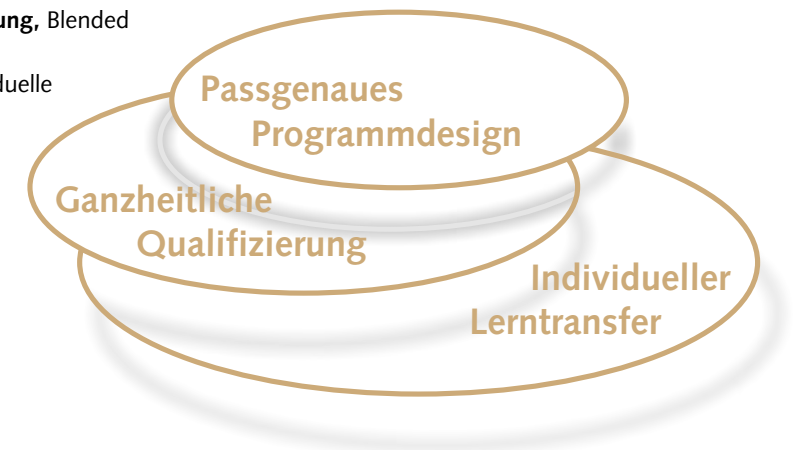 ung, Blended
duelle
Passgenaues
Programmdesign
Ganzheitliche
Qualifizierung
Individueller
Lerntransfer